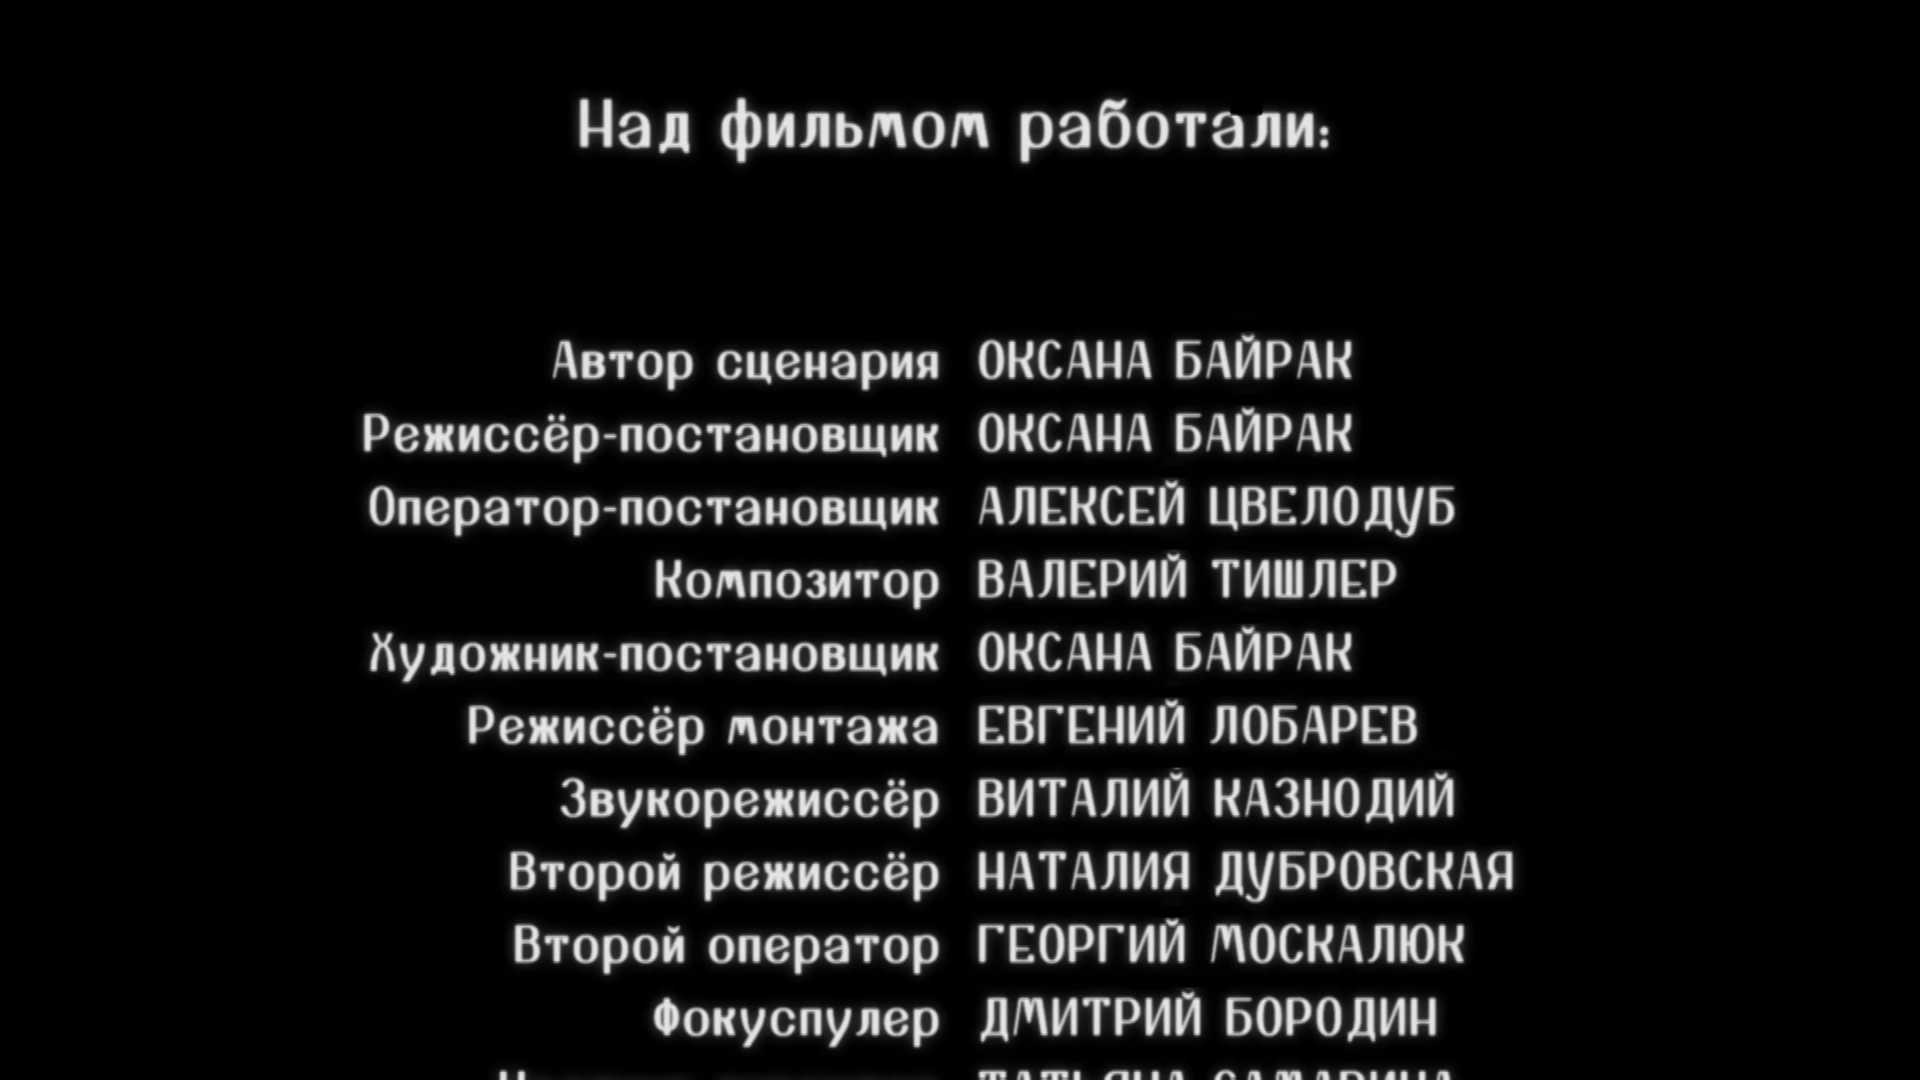 Над фильмом работали:
Автор сценария ОКСАНА БАЙРАК
Режиссёр-постановщик ОКСАНА БАЙРАК
Оператор-постановщик АЛЕКСЕЙ ЦВЕЛОДУБ
Композитор ВАЛЕРИЙ ТИШЛЕР
Художник-постановщик ОКСАНА БАЙРАК
Режиссёр монтажа ЕВГЕНИЙ ЛОБАРЕВ
Звукорежиссёр ВИТАЛИЙ КАЗНОДИЙ
Второй режиссёр НАТАЛИЯ ДУБРОВСКАЯ
Второй оператор ГЕОРГИЙ МОСКАЛЮК
Фокуспулер ДМИТРИЙ БОРОДИН